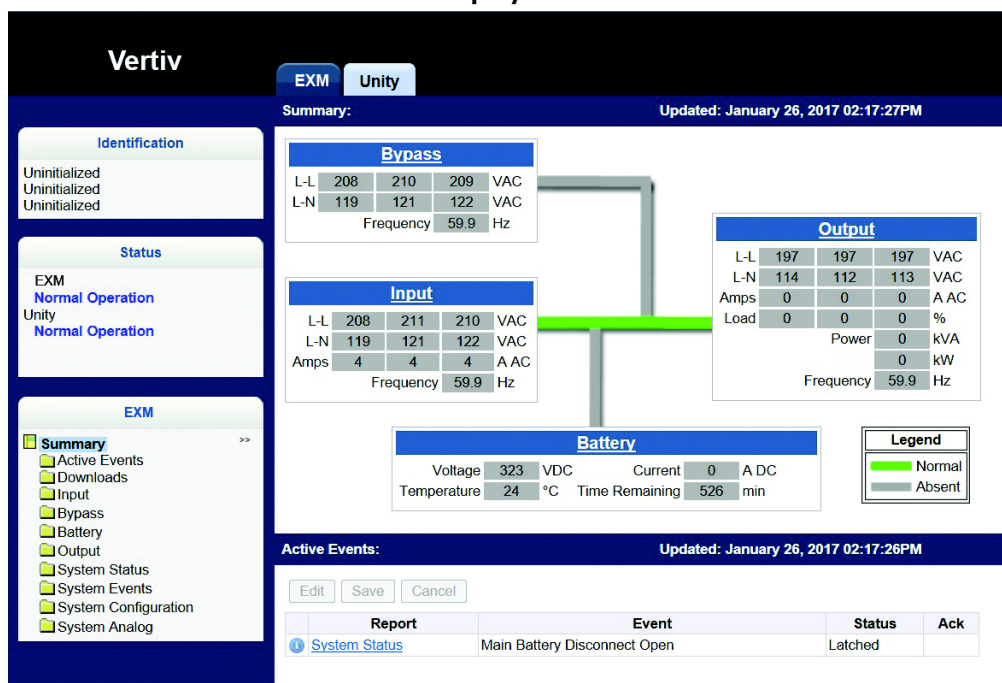 Vertiv
EXM Unity
Summary: Updated: January 26, 2017 02:17:27PM
Identification
Uninitialized
Uninitialized
Uninitialized
Status
EXM
Normal Operation
Unity
Normal Operation
EXM
Summary >>
Active Events
Downloads
Input
Bypass
Battery
Output
System Status
System Events
System Configuration
System Analog
Bypass
L-L 208 210 209 VAC
L-N 119 121 122 VAC
Frequency 59.9 Hz
Input
L-L 208 211 210 VAC
L-N 119 121 122 VAC
Amps 4 4 4 A AC
Frequency 59.9 Hz
Output
L-L 197 197 197 VAC
L-N 114 112 113 VAC
Amps 0 0 0 A AC
Load 0 0 0 %
Power 0 kVA
0 kW
Frequency 59.9 Hz
Battery
Voltage 323 VDC Current 0 A DC
Temperature 24 °C Time Remaining 526 min
Legend
Normal
Absent
Active Events: Updated: January 26, 2017 02:17:26PM
Edit Save Cancel
Report Event Status Ack
System Status Main Battery Disconnect Open Latched